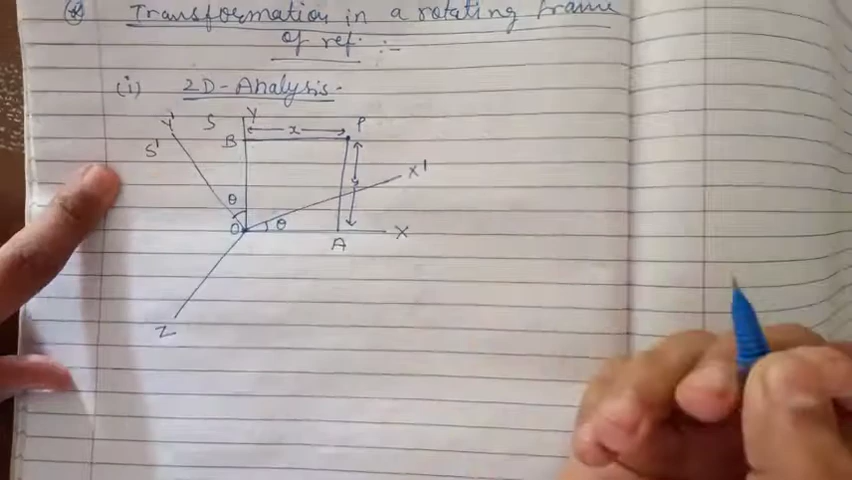 (*) Transformation in a rotating frame
of ref. :-
(i) 2D-Analysis.
Y' S Y
S' B x P
X'
θ
O θ X
A
Z